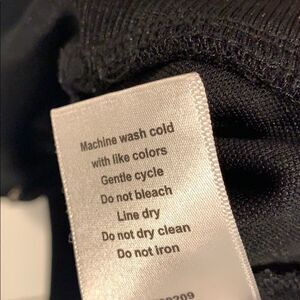 Machine wash cold
with like colors
Gentle cycle
Do not bleach
Line dry
Do not dry clean
Do not iron